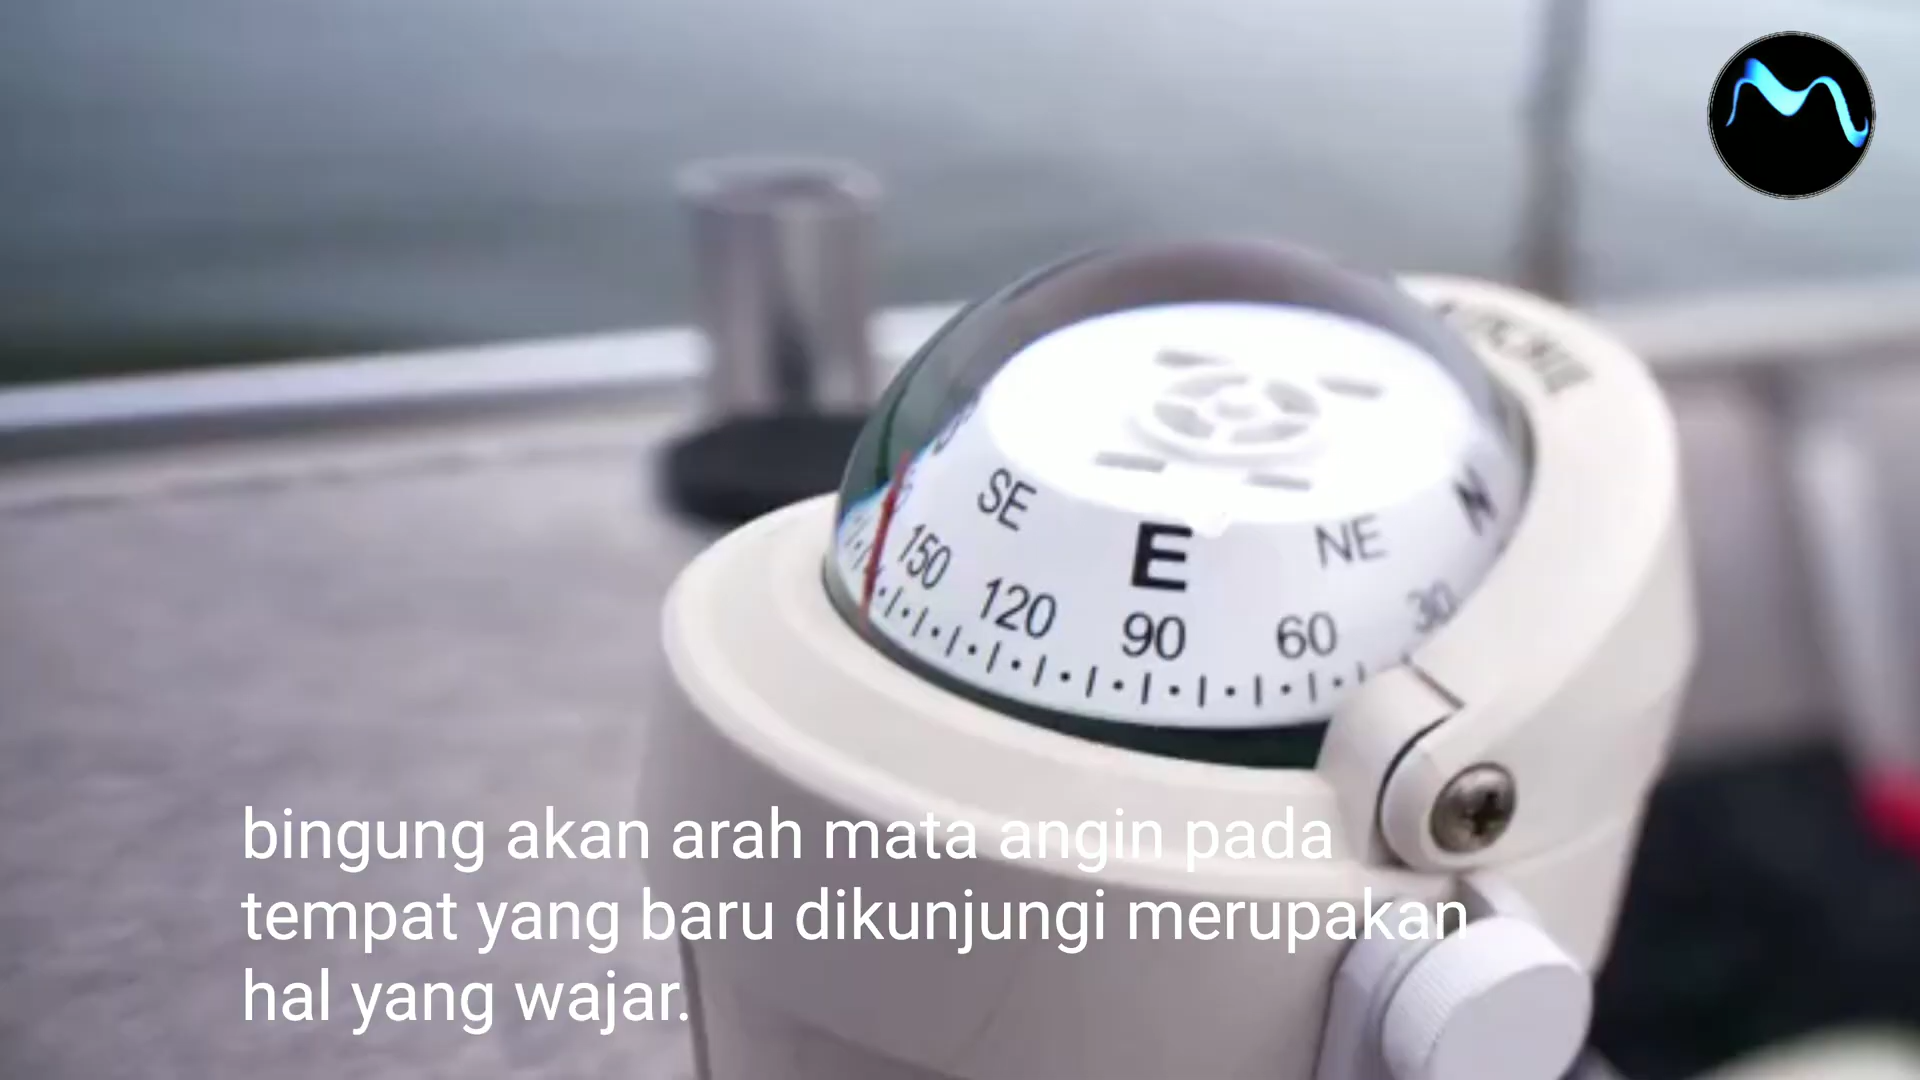 SE
E
NE
N
150
120
90
60
30
bingung akan arah mata angin pada
tempat yang baru dikunjungi merupakan
hal yang wajar.